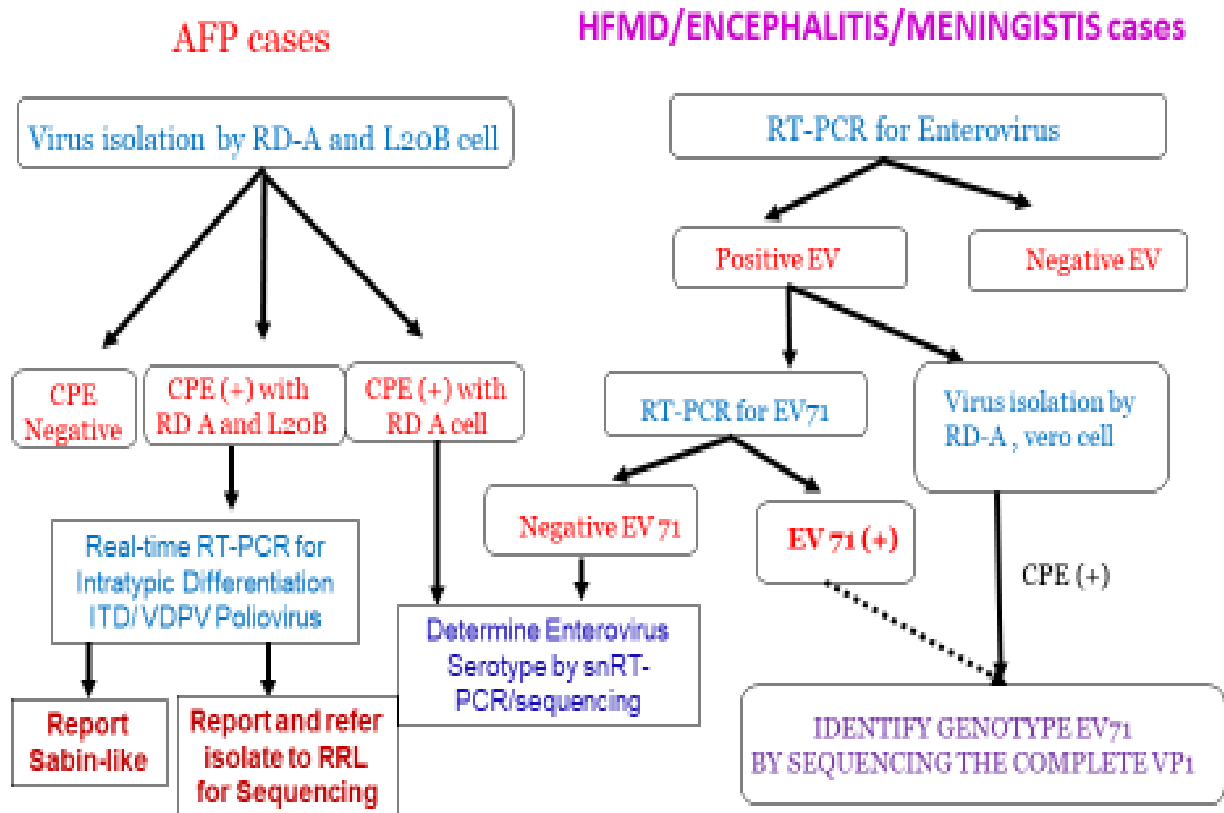 AFP cases
HFMD/ENCEPHALITIS/MENINGISTIS cases
Virus isolation by RD-A and L20B cell
RT-PCR for Enterovirus
Positive EV
Negative EV
CPE
Negative
CPE (+) with
RD A and L20B
CPE (+) with
RD A cell
RT-PCR for EV71
Virus isolation by
RD-A , vero cell
Negative EV 71
EV 71 (+)
CPE (+)
Real-time RT-PCR for
Intratypic Differentiation
ITD/ VDPV Poliovirus
Determine Enterovirus
Serotype by snRT-
PCR/sequencing
Report
Sabin-like
Report and refer
isolate to RRL
for Sequencing
IDENTIFY GENOTYPE EV71
BY SEQUENCING THE COMPLETE VP1